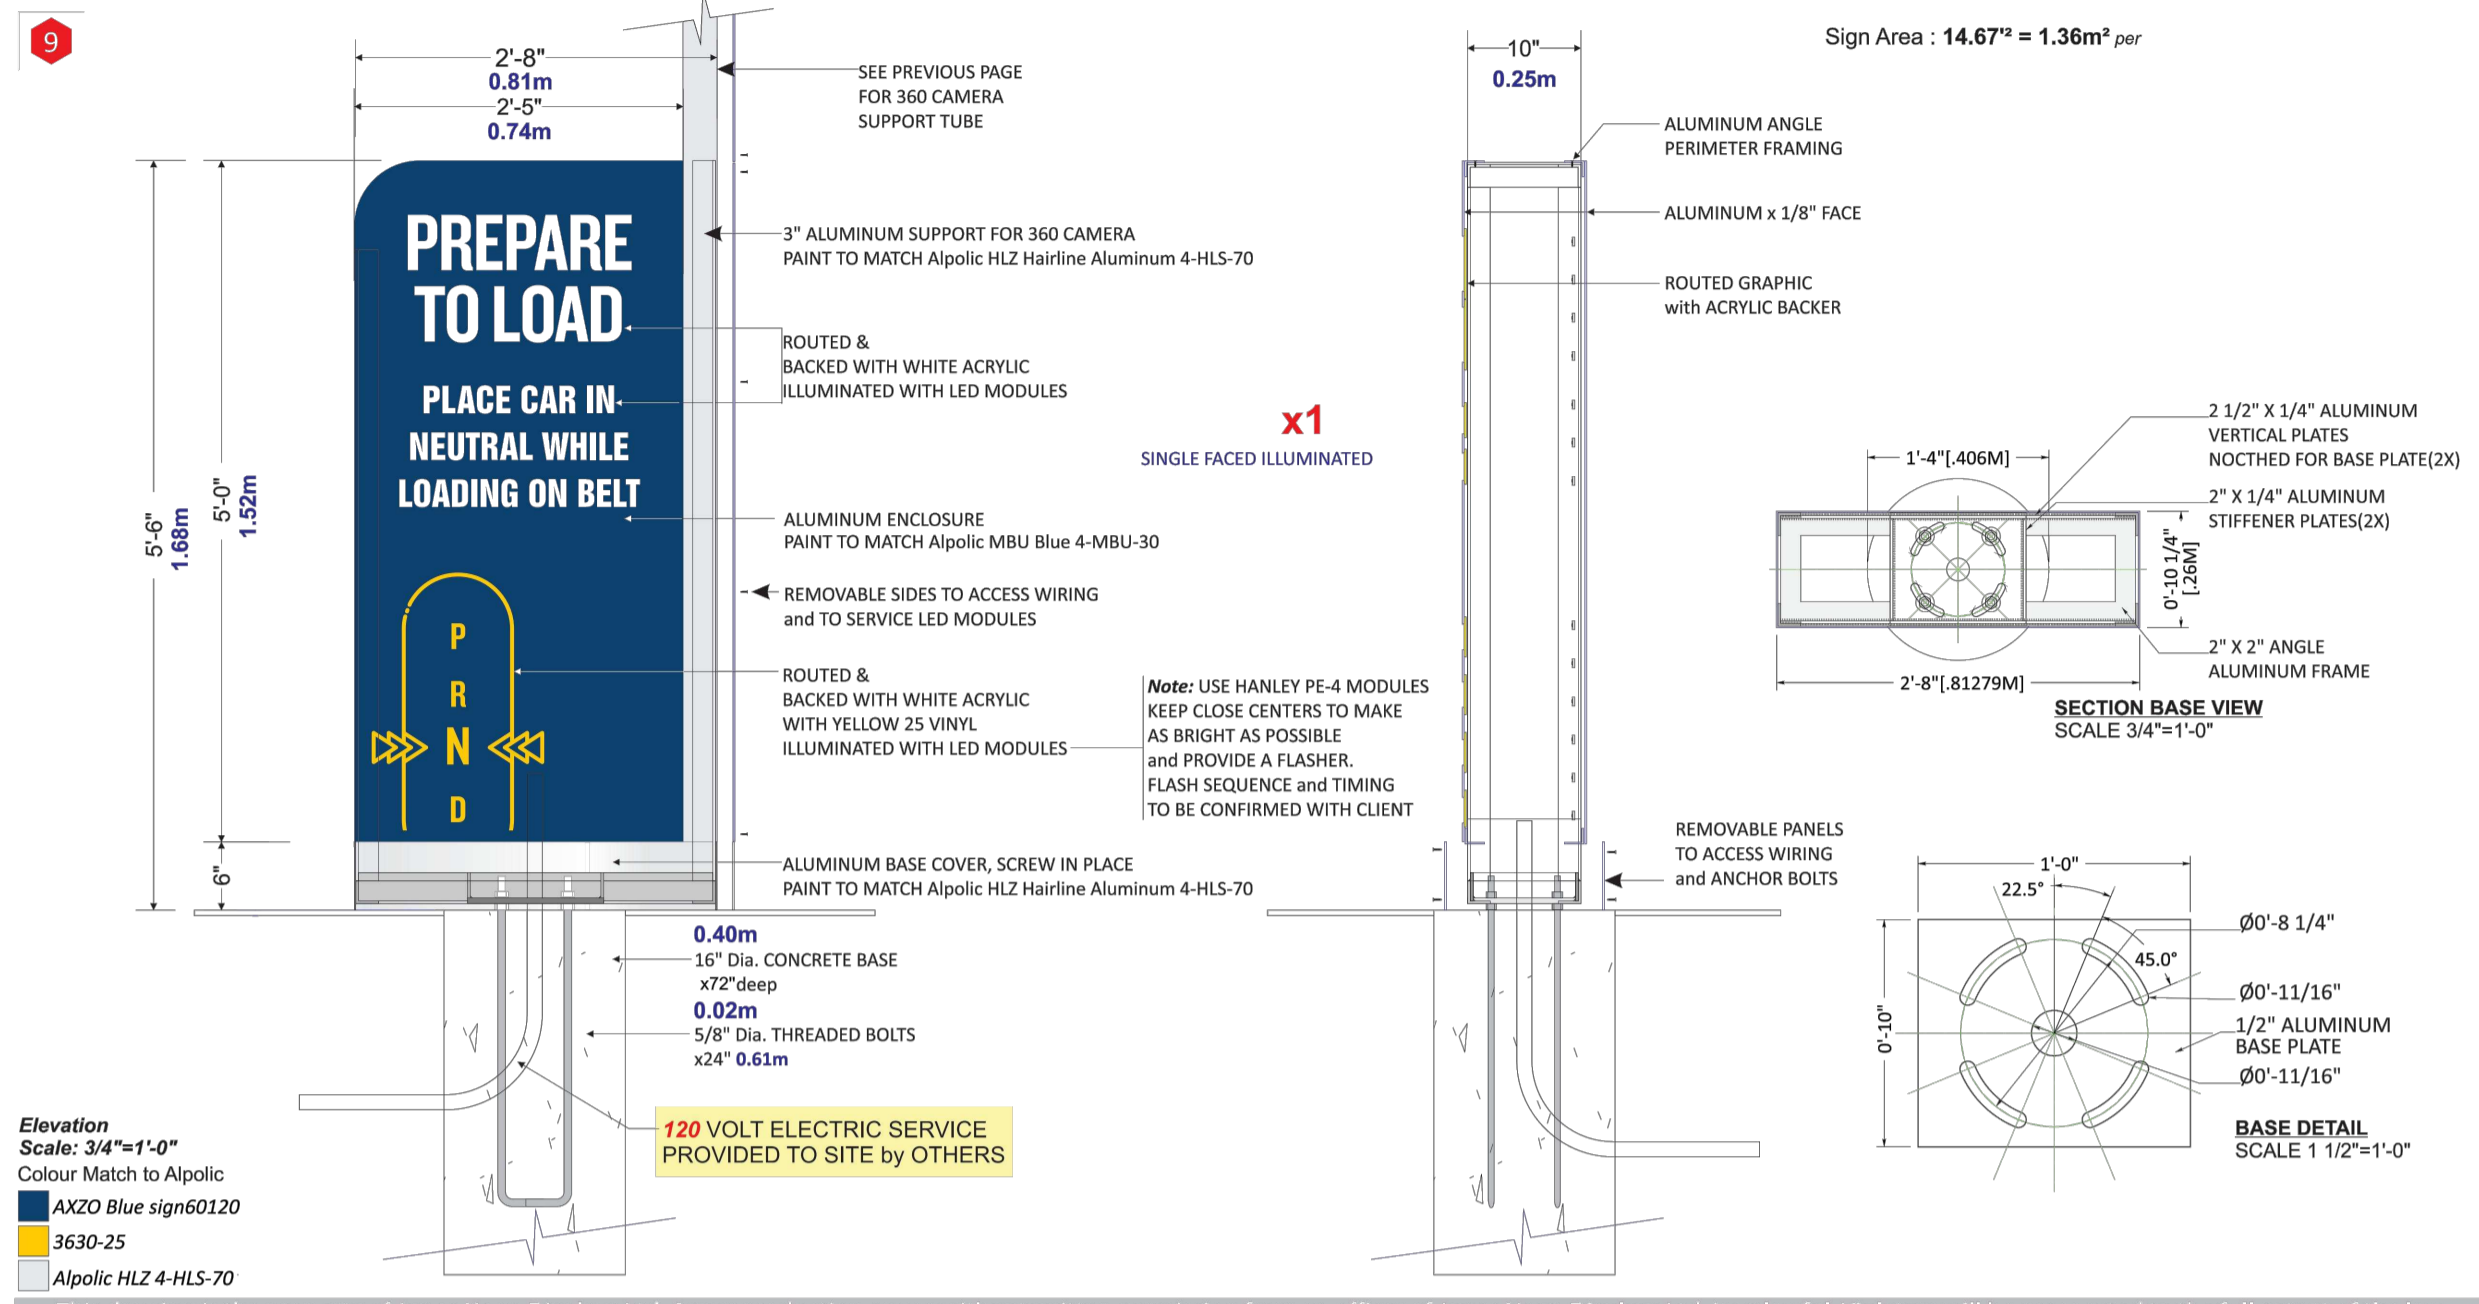 9
2'-8"
0.81m
2'-5"
0.74m
SEE PREVIOUS PAGE
FOR 360 CAMERA
SUPPORT TUBE
10"
0.25m
Sign Area : 14.67'² = 1.36m² per
ALUMINUM ANGLE
PERIMETER FRAMING
ALUMINUM x 1/8" FACE
ROUTED GRAPHIC
with ACRYLIC BACKER
PREPARE
TO LOAD
PLACE CAR IN
NEUTRAL WHILE
LOADING ON BELT
P
R
N
D
5'-6"
1.68m
5'-0"
1.52m
6"
3" ALUMINUM SUPPORT FOR 360 CAMERA
PAINT TO MATCH Alpolic HLZ Hairline Aluminum 4-HLS-70
ROUTED &
BACKED WITH WHITE ACRYLIC
ILLUMINATED WITH LED MODULES
x1
SINGLE FACED ILLUMINATED
ALUMINUM ENCLOSURE
PAINT TO MATCH Alpolic MBU Blue 4-MBU-30
REMOVABLE SIDES TO ACCESS WIRING
and TO SERVICE LED MODULES
ROUTED &
BACKED WITH WHITE ACRYLIC
WITH YELLOW 25 VINYL
ILLUMINATED WITH LED MODULES
Note: USE HANLEY PE-4 MODULES
KEEP CLOSE CENTERS TO MAKE
AS BRIGHT AS POSSIBLE
and PROVIDE A FLASHER.
FLASH SEQUENCE and TIMING
TO BE CONFIRMED WITH CLIENT
ALUMINUM BASE COVER, SCREW IN PLACE
PAINT TO MATCH Alpolic HLZ Hairline Aluminum 4-HLS-70
REMOVABLE PANELS
TO ACCESS WIRING
and ANCHOR BOLTS
0.40m
16" Dia. CONCRETE BASE
x72"deep
0.02m
5/8" Dia. THREADED BOLTS
x24" 0.61m
120 VOLT ELECTRIC SERVICE
PROVIDED TO SITE by OTHERS
1'-4"[.406M]
2 1/2" X 1/4" ALUMINUM
VERTICAL PLATES
NOCTHED FOR BASE PLATE(2X)
2" X 1/4" ALUMINUM
STIFFENER PLATES(2X)
0'-10 1/4"
[.26M]
2" X 2" ANGLE
ALUMINUM FRAME
2'-8"[.81279M]
SECTION BASE VIEW
SCALE 3/4"=1'-0"
1'-0"
22.5°
45.0°
0'-10"
Ø0'-8 1/4"
Ø0'-11/16"
1/2" ALUMINUM
BASE PLATE
Ø0'-11/16"
BASE DETAIL
SCALE 1 1/2"=1'-0"
Elevation
Scale: 3/4"=1'-0"
Colour Match to Alpolic
AXZO Blue sign60120
3630-25
Alpolic HLZ 4-HLS-70